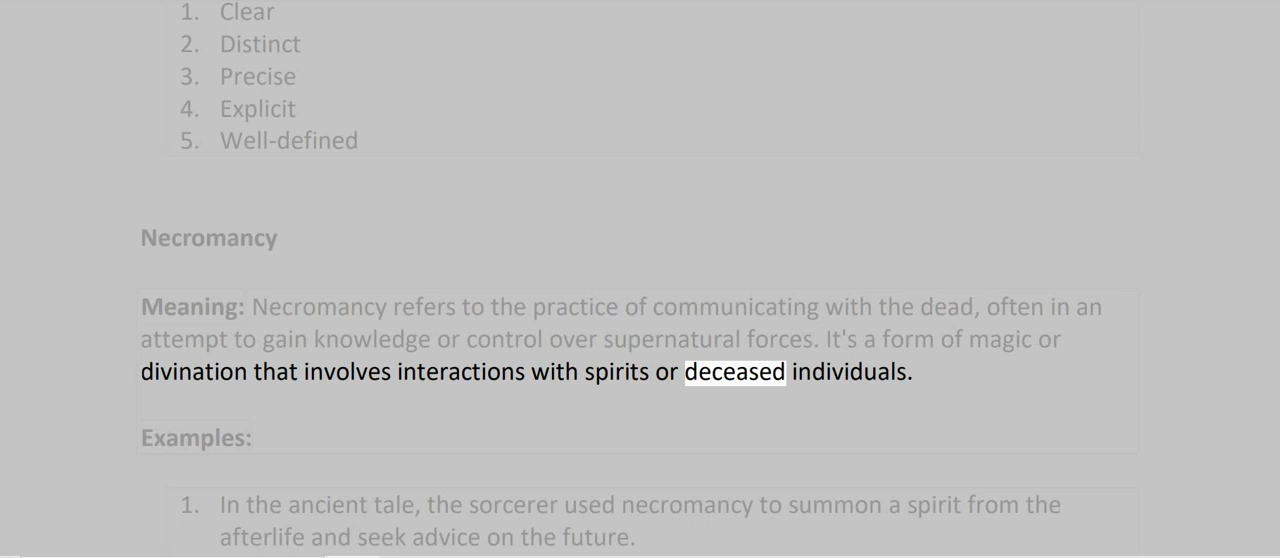 1. Clear
2. Distinct
3. Precise
4. Explicit
5. Well-defined
Necromancy
Meaning: Necromancy refers to the practice of communicating with the dead, often in an
attempt to gain knowledge or control over supernatural forces. It's a form of magic or
divination that involves interactions with spirits or deceased individuals.
Examples:
1. In the ancient tale, the sorcerer used necromancy to summon a spirit from the
afterlife and seek advice on the future.